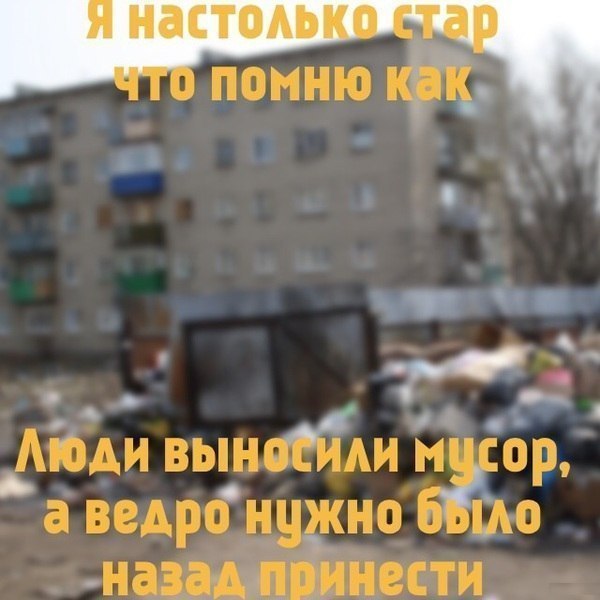 Я настолько стар
что помню как
Люди выносили мусор,
а ведро нужно было
назад принести